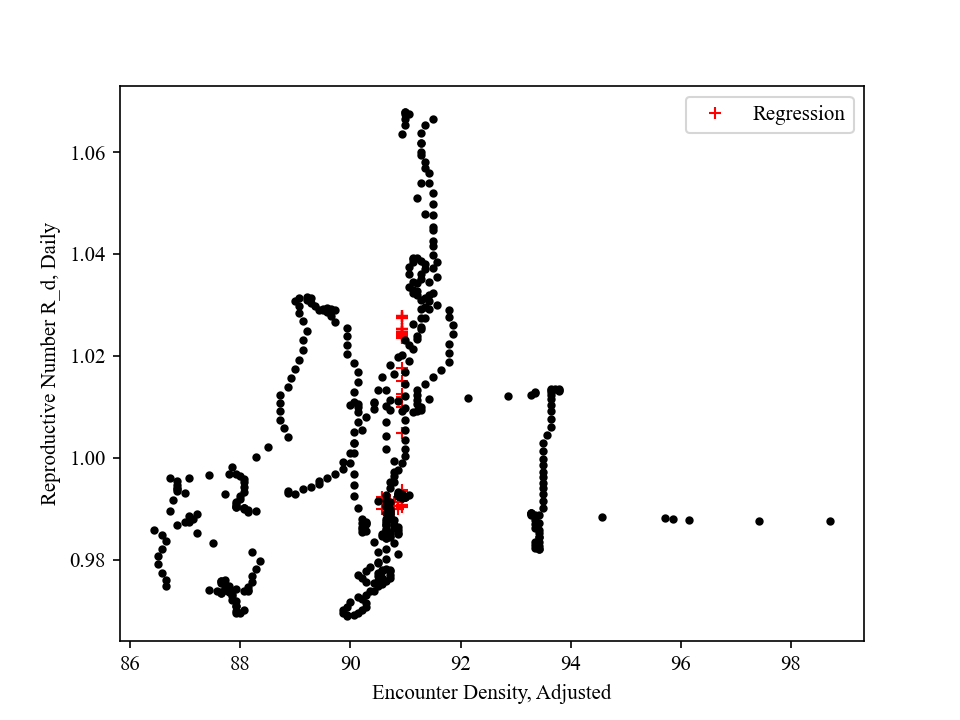 Regression
1.06
1.04
1.02
1.00
0.98
Reproductive Number R_d, Daily
86 88 90 92 94 96 98
Encounter Density, Adjusted